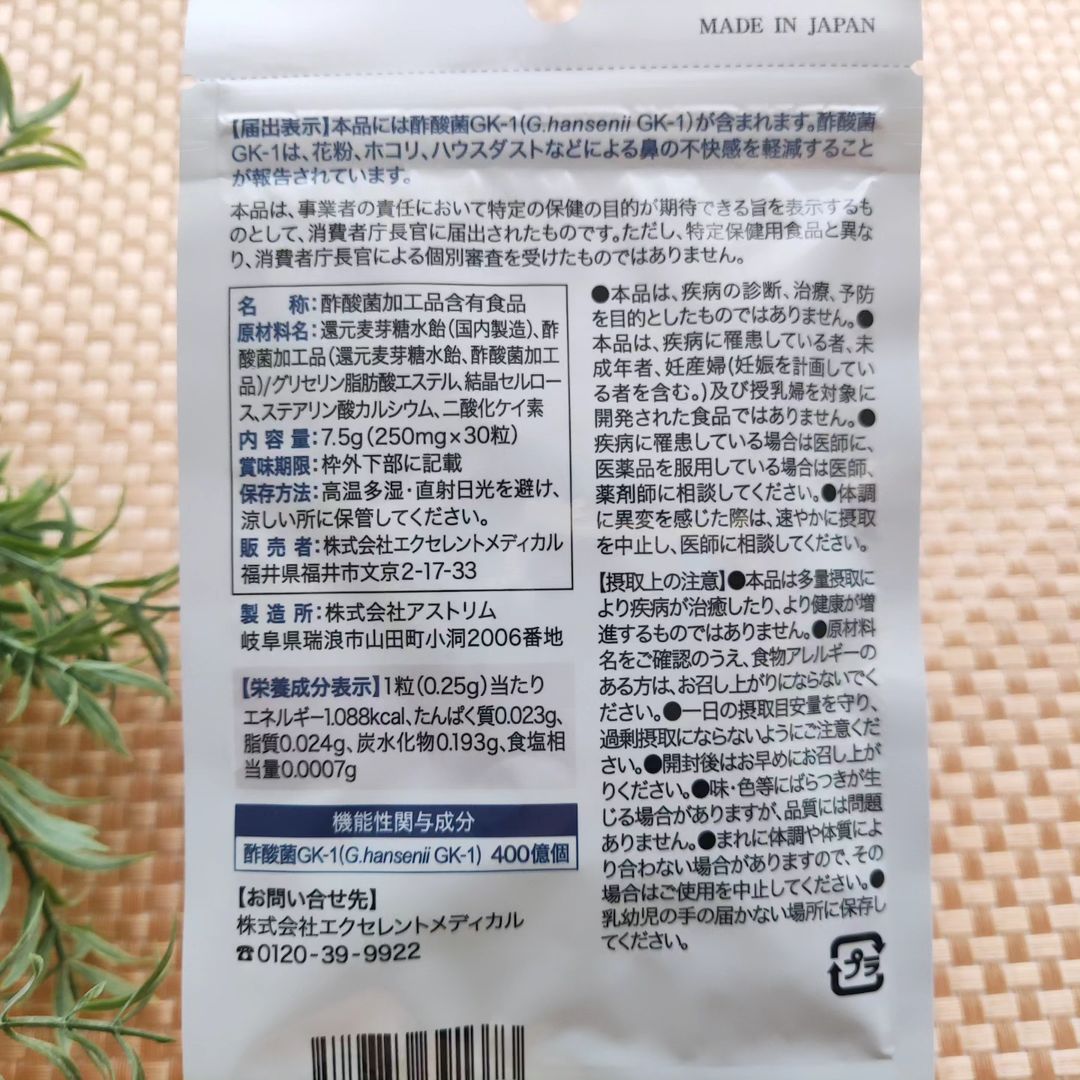 MADE IN JAPAN
【届出表示】本品には酢酸菌GK-1(G.hansenii GK-1)が含まれます。酢酸菌
GK-1は、花粉、ホコリ、ハウスダストなどによる鼻の不快感を軽減すること
が報告されています。
本品は、事業者の責任において特定の保健の目的が期待できる旨を表示するも
のとして、消費者庁長官に届出されたものです。ただし、特定保健用食品と異な
り、消費者庁長官による個別審査を受けたものではありません。
名 称:酢酸菌加工品含有食品
原材料名:還元麦芽糖水飴(国内製造)、酢
酸菌加工品(還元麦芽糖水飴、酢酸菌加工
品)/グリセリン脂肪酸エステル、結晶セルロー
ス、ステアリン酸カルシウム、二酸化ケイ素
内容量:7.5g(250mg×30粒)
賞味期限:枠外下部に記載
保存方法:高温多湿・直射日光を避け、
涼しい所に保管してください。
販売者:株式会社エクセレントメディカル
福井県福井市文京2-17-33
製造所:株式会社アストリム
岐阜県瑞浪市山田町小洞2006番地
【栄養成分表示】1粒(0.25g)当たり
エネルギー1.088kcal、たんぱく質0.023g、
脂質0.024g、炭水化物0.193g、食塩相
当量0.0007g
機能性関与成分
酢酸菌GK-1(G.hansenii GK-1) 400億個
【お問い合せ先】
株式会社エクセレントメディカル
☎0120-39-9922
●本品は、疾病の診断、治療、予防
を目的としたものではありません。●
本品は、疾病に罹患している者、未
成年者、妊産婦(妊娠を計画してい
る者を含む。)及び授乳婦を対象に
開発された食品ではありません。●
疾病に罹患している場合は医師に、
医薬品を服用している場合は医師、
薬剤師に相談してください。●体調
に異変を感じた際は、速やかに摂取
を中止し、医師に相談してください。
【摂取上の注意】●本品は多量摂取に
より疾病が治癒したり、より健康が増
進するものではありません。●原材料
名をご確認のうえ、食物アレルギーの
ある方は、お召し上がりにならないでく
ださい。●一日の摂取目安量を守り、
過剰摂取にならないようにご注意くだ
さい。●開封後はお早めにお召し上が
りください。●味・色等にばらつきが生
じる場合がありますが、品質には問題
ありません。●まれに体調や体質によ
り合わない場合がありますので、その
場合はご使用を中止してください。●
乳幼児の手の届かない場所に保存し
てください。
プラ